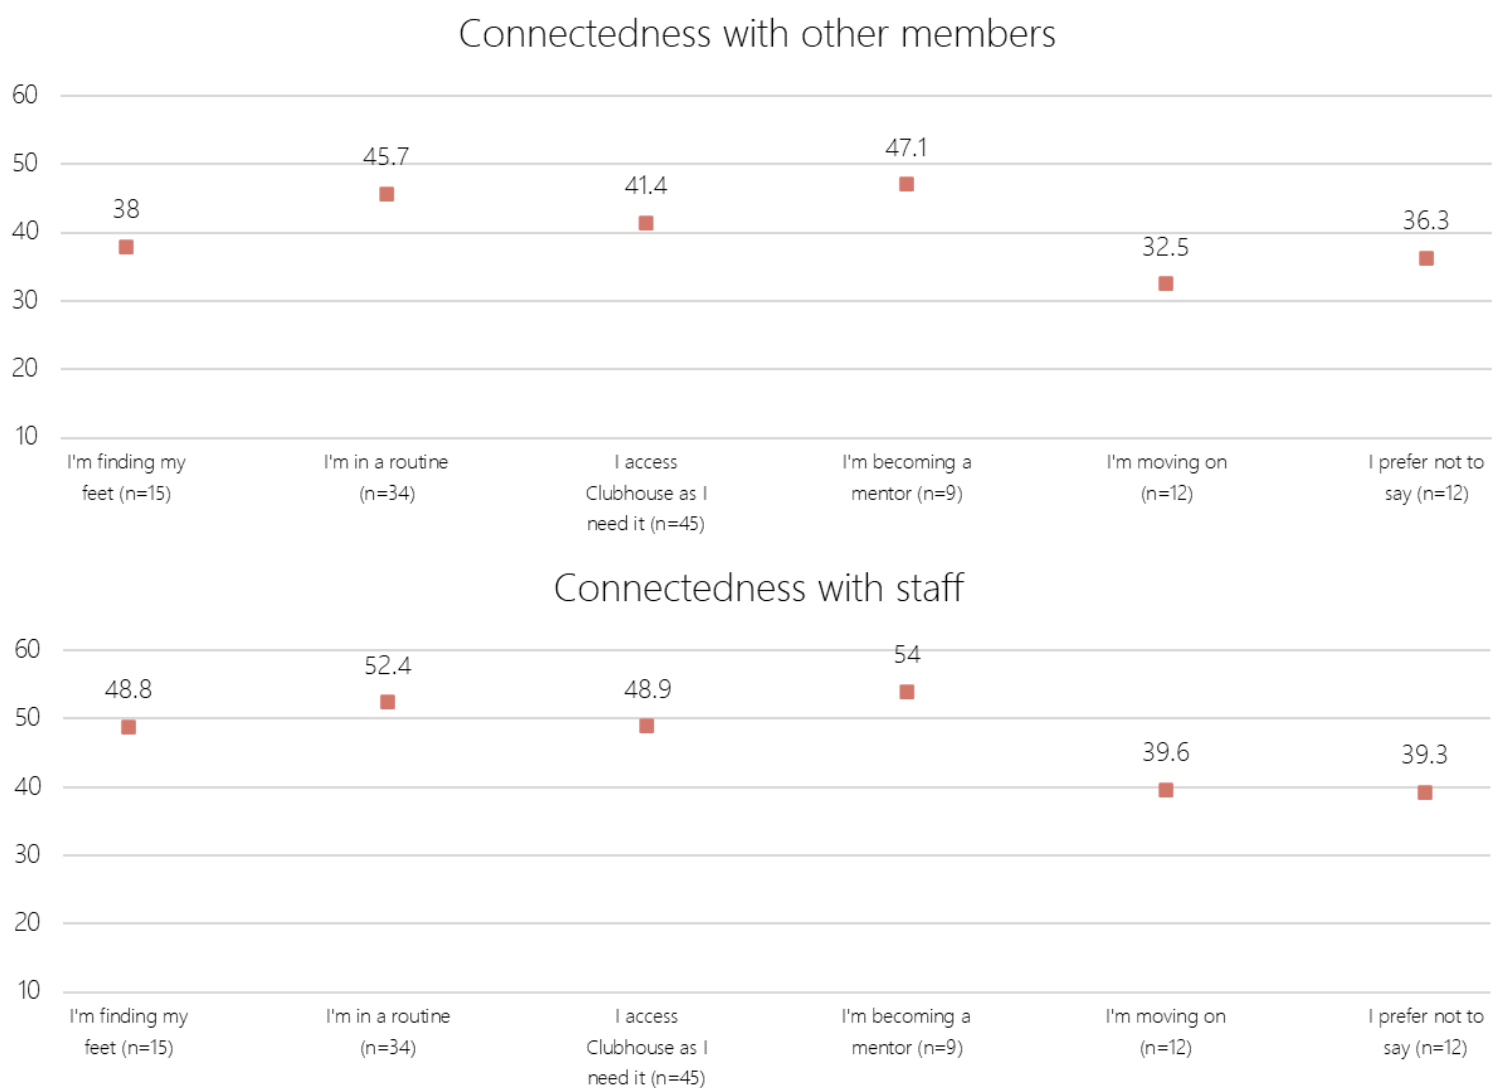 Connectedness with other members
60
50
40
30
20
10
38
45.7
41.4
47.1
32.5
36.3
I'm finding my
feet (n=15)
I'm in a routine
(n=34)
I access
Clubhouse as I
need it (n=45)
I'm becoming a
mentor (n=9)
I'm moving on
(n=12)
I prefer not to
say (n=12)
Connectedness with staff
60
50
40
30
20
10
48.8
52.4
48.9
54
39.6
39.3
I'm finding my
feet (n=15)
I'm in a routine
(n=34)
I access
Clubhouse as I
need it (n=45)
I'm becoming a
mentor (n=9)
I'm moving on
(n=12)
I prefer not to
say (n=12)